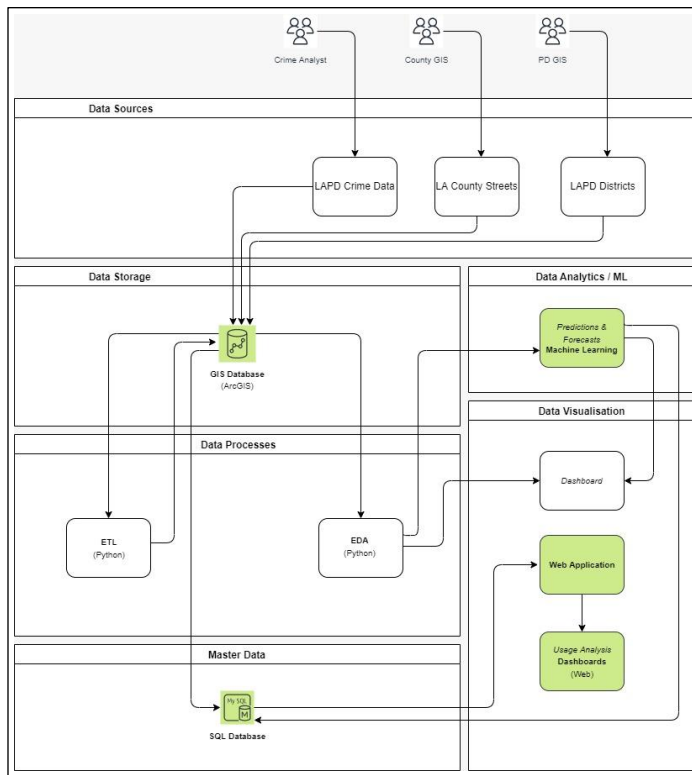 Crime Analyst
County GIS
PD GIS
Data Sources
LAPD Crime Data
LA County Streets
LAPD Districts
Data Storage
GIS Database
(ArcGIS)
Data Analytics / ML
Predictions &
Forecasts
Machine Learning
Data Processes
ETL
(Python)
EDA
(Python)
Data Visualisation
Dashboard
Web Application
Usage Analysis
Dashboards
(Web)
Master Data
My SQL
M
SQL Database